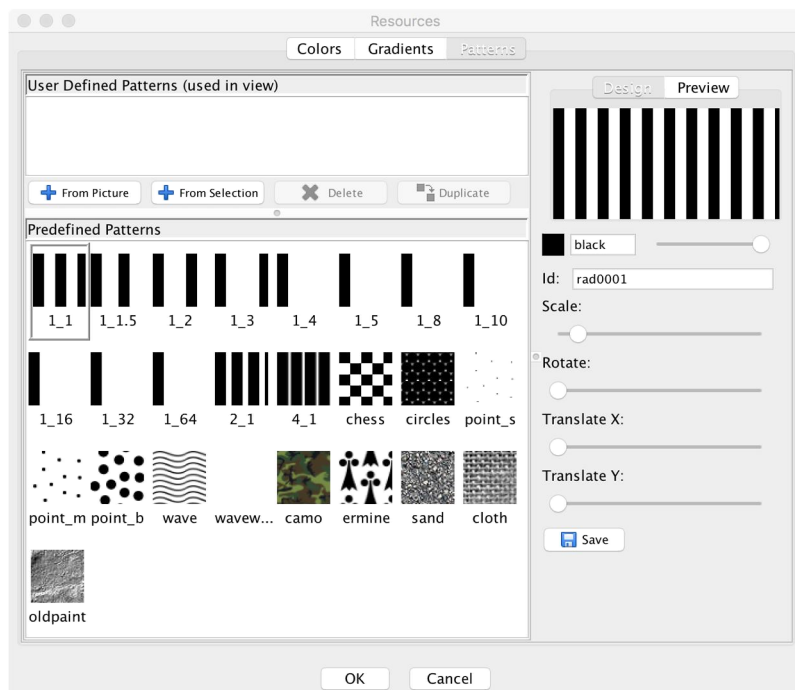 Resources
Colors Gradients Patterns
User Defined Patterns (used in view)
Design Preview
From Picture From Selection Delete Duplicate
Predefined Patterns
black
Id: rad0001
Scale:
1_1 1_1.5 1_2 1_3 1_4 1_5 1_8 1_10
Rotate:
1_16 1_32 1_64 2_1 4_1 chess circles point_s
Translate X:
Translate Y:
point_m point_b wave wavew... camo ermine sand cloth
Save
oldpaint
OK Cancel